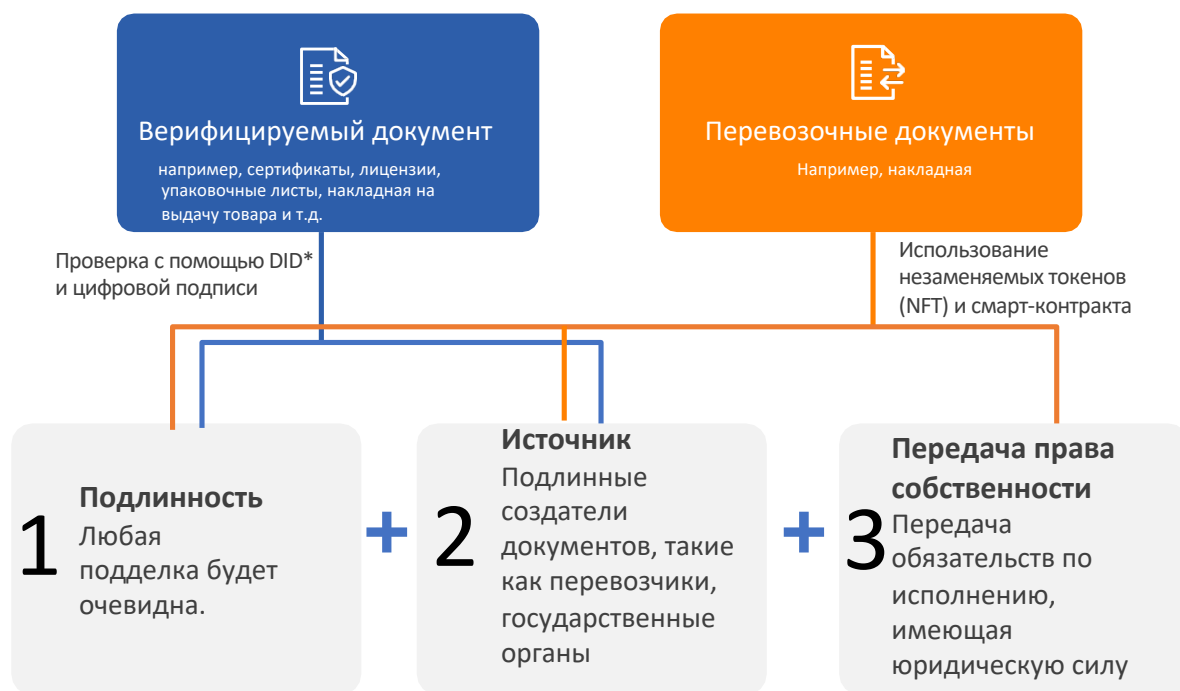 Верифицируемый документ
например, сертификаты, лицензии,
упаковочные листы, накладная на
выдачу товара и т.д.
Перевозочные документы
Например, накладная
Проверка с помощью DID*
и цифровой подписи
Использование
незаменяемых токенов
(NFT) и смарт-контракта
1
Подлинность
Любая
подделка будет
очевидна.
+
2
Источник
Подлинные
создатели
документов, такие
как перевозчики,
государственные
органы
+
3
Передача права
собственности
Передача
обязательств по
исполнению,
имеющая
юридическую силу